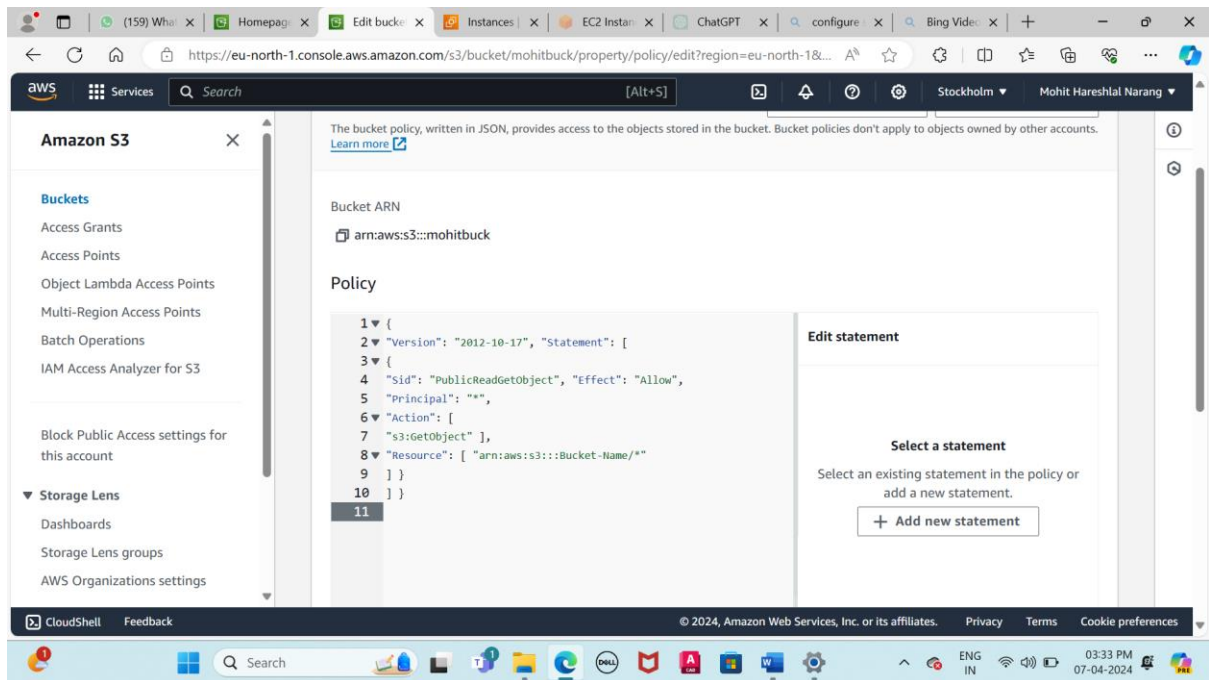 (159) Wha
Homepage
Edit bucke
Instances |
EC2 Instan
ChatGPT
configure
Bing Video
https://eu-north-1.console.aws.amazon.com/s3/bucket/mohitbuck/property/policy/edit?region=eu-north-1&...
aws
Services
Search
[Alt+S]
Stockholm
Mohit Hareshlal Narang
Amazon S3
Buckets
Access Grants
Access Points
Object Lambda Access Points
Multi-Region Access Points
Batch Operations
IAM Access Analyzer for S3
Block Public Access settings for
this account
Storage Lens
Dashboards
Storage Lens groups
AWS Organizations settings
The bucket policy, written in JSON, provides access to the objects stored in the bucket. Bucket policies don't apply to objects owned by other accounts.
Learn more
Bucket ARN
arn:aws:s3:::mohitbuck
Policy
1 {
2 "Version": "2012-10-17", "Statement": [
3 {
4 "Sid": "PublicReadGetObject", "Effect": "Allow",
5 "Principal": "*",
6 "Action": [
7 "s3:GetObject" ],
8 "Resource": [ "arn:aws:s3:::Bucket-Name/*"
9 ] }
10 ] }
11
Edit statement
Select a statement
Select an existing statement in the policy or
add a new statement.
+ Add new statement
CloudShell
Feedback
© 2024, Amazon Web Services, Inc. or its affiliates.
Privacy
Terms
Cookie preferences
Search
DELL
ENG
IN
03:33 PM
07-04-2024
PRE